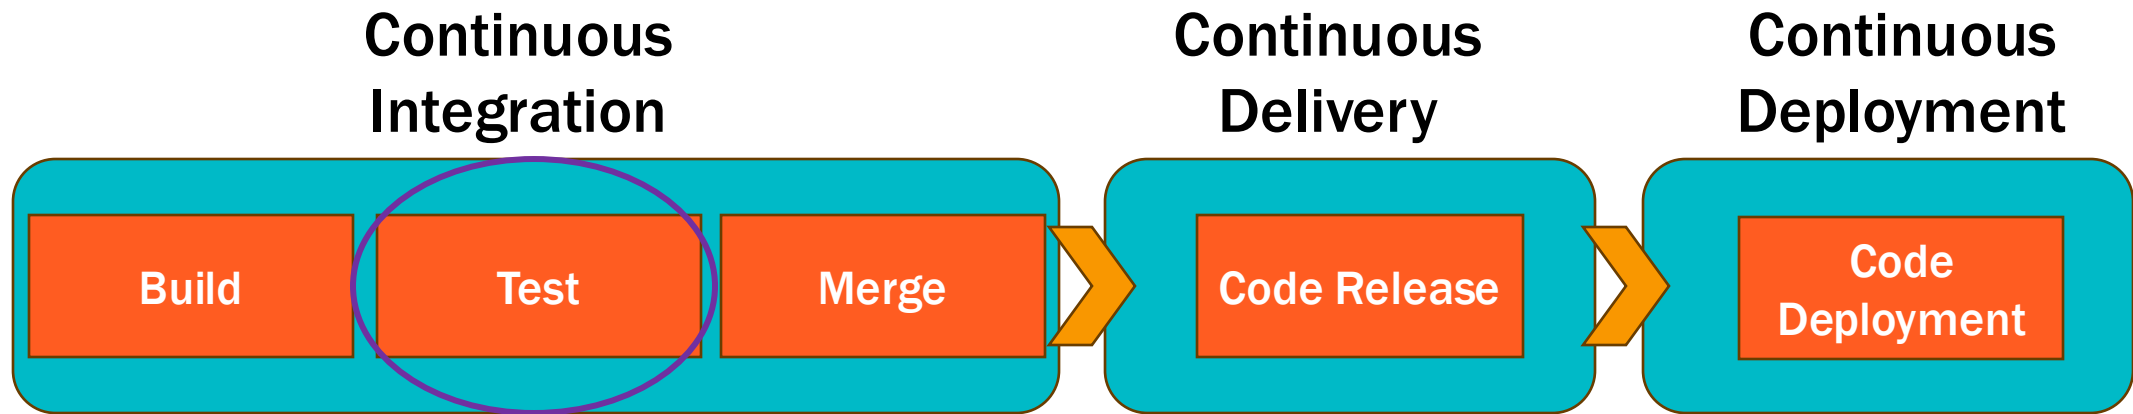 Continuous
Integration
Continuous
Delivery
Continuous
Deployment
Build
Test
Merge
Code Release
Code
Deployment